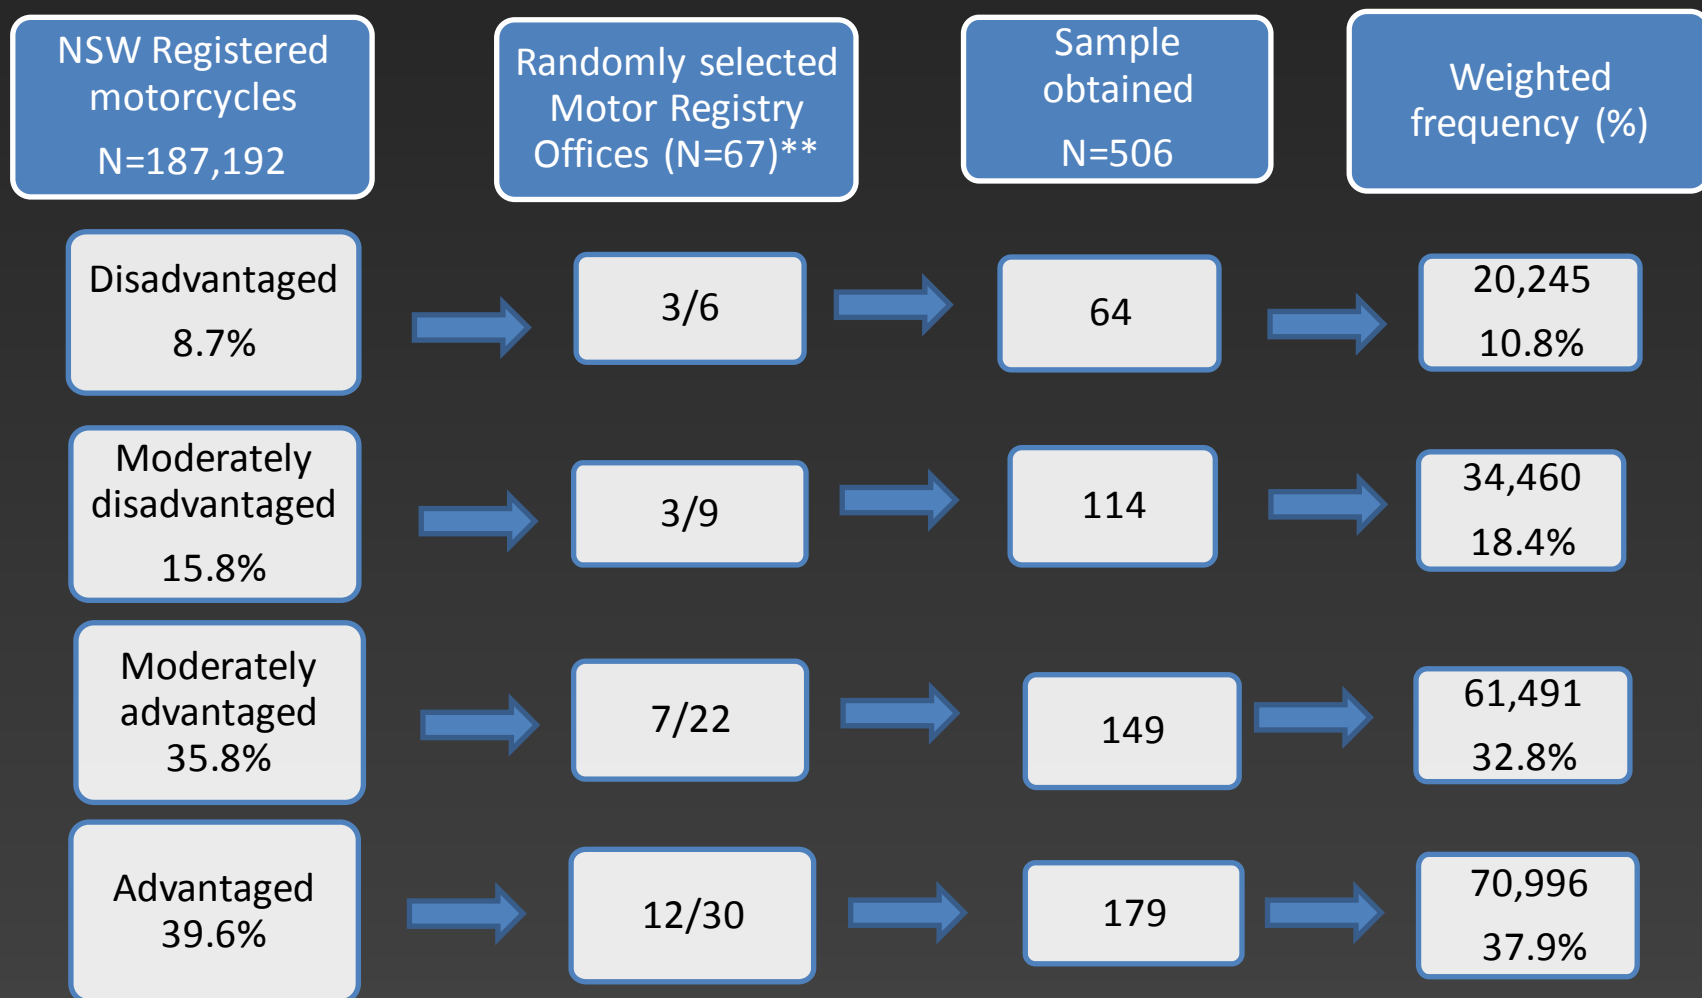 NSW Registered
motorcycles
N=187,192
Randomly selected
Motor Registry
Offices (N=67)**
Sample
obtained
N=506
Weighted
frequency (%)
Disadvantaged
8.7%
3/6
64
20,245
10.8%
Moderately
disadvantaged
15.8%
3/9
114
34,460
18.4%
Moderately
advantaged
35.8%
7/22
149
61,491
32.8%
Advantaged
39.6%
12/30
179
70,996
37.9%